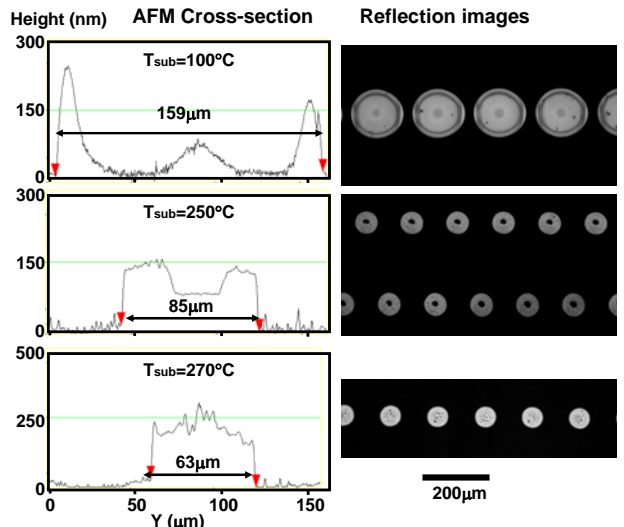 Height (nm) AFM Cross-section Reflection images
300
Tsub=100°C
150
159μm
0
300
Tsub=250°C
150
85μm
0
500
Tsub=270°C
250
63μm
0
0 50 100 150
Y (μm)
200μm